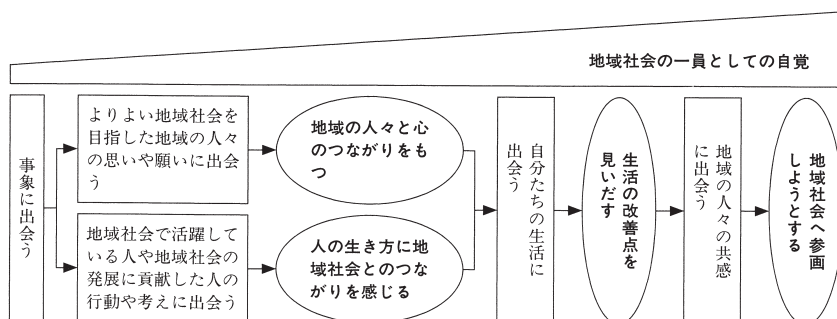 地域社会の一員としての自覚
事象に出会う
よりよい地域社会を
目指した地域の人々
の思いや願いに出会
う
地域の人々と心
のつながりをも
つ
地域社会で活躍して
いる人や地域社会の
発展に貢献した人の
行動や考えに出会う
人の生き方に地
域社会とのつな
がりを感じる
自分たちの生活に
出会う
生活の改善点を
見いだす
地域の人々の共感
に出会う
地域社会へ参画
しようとする